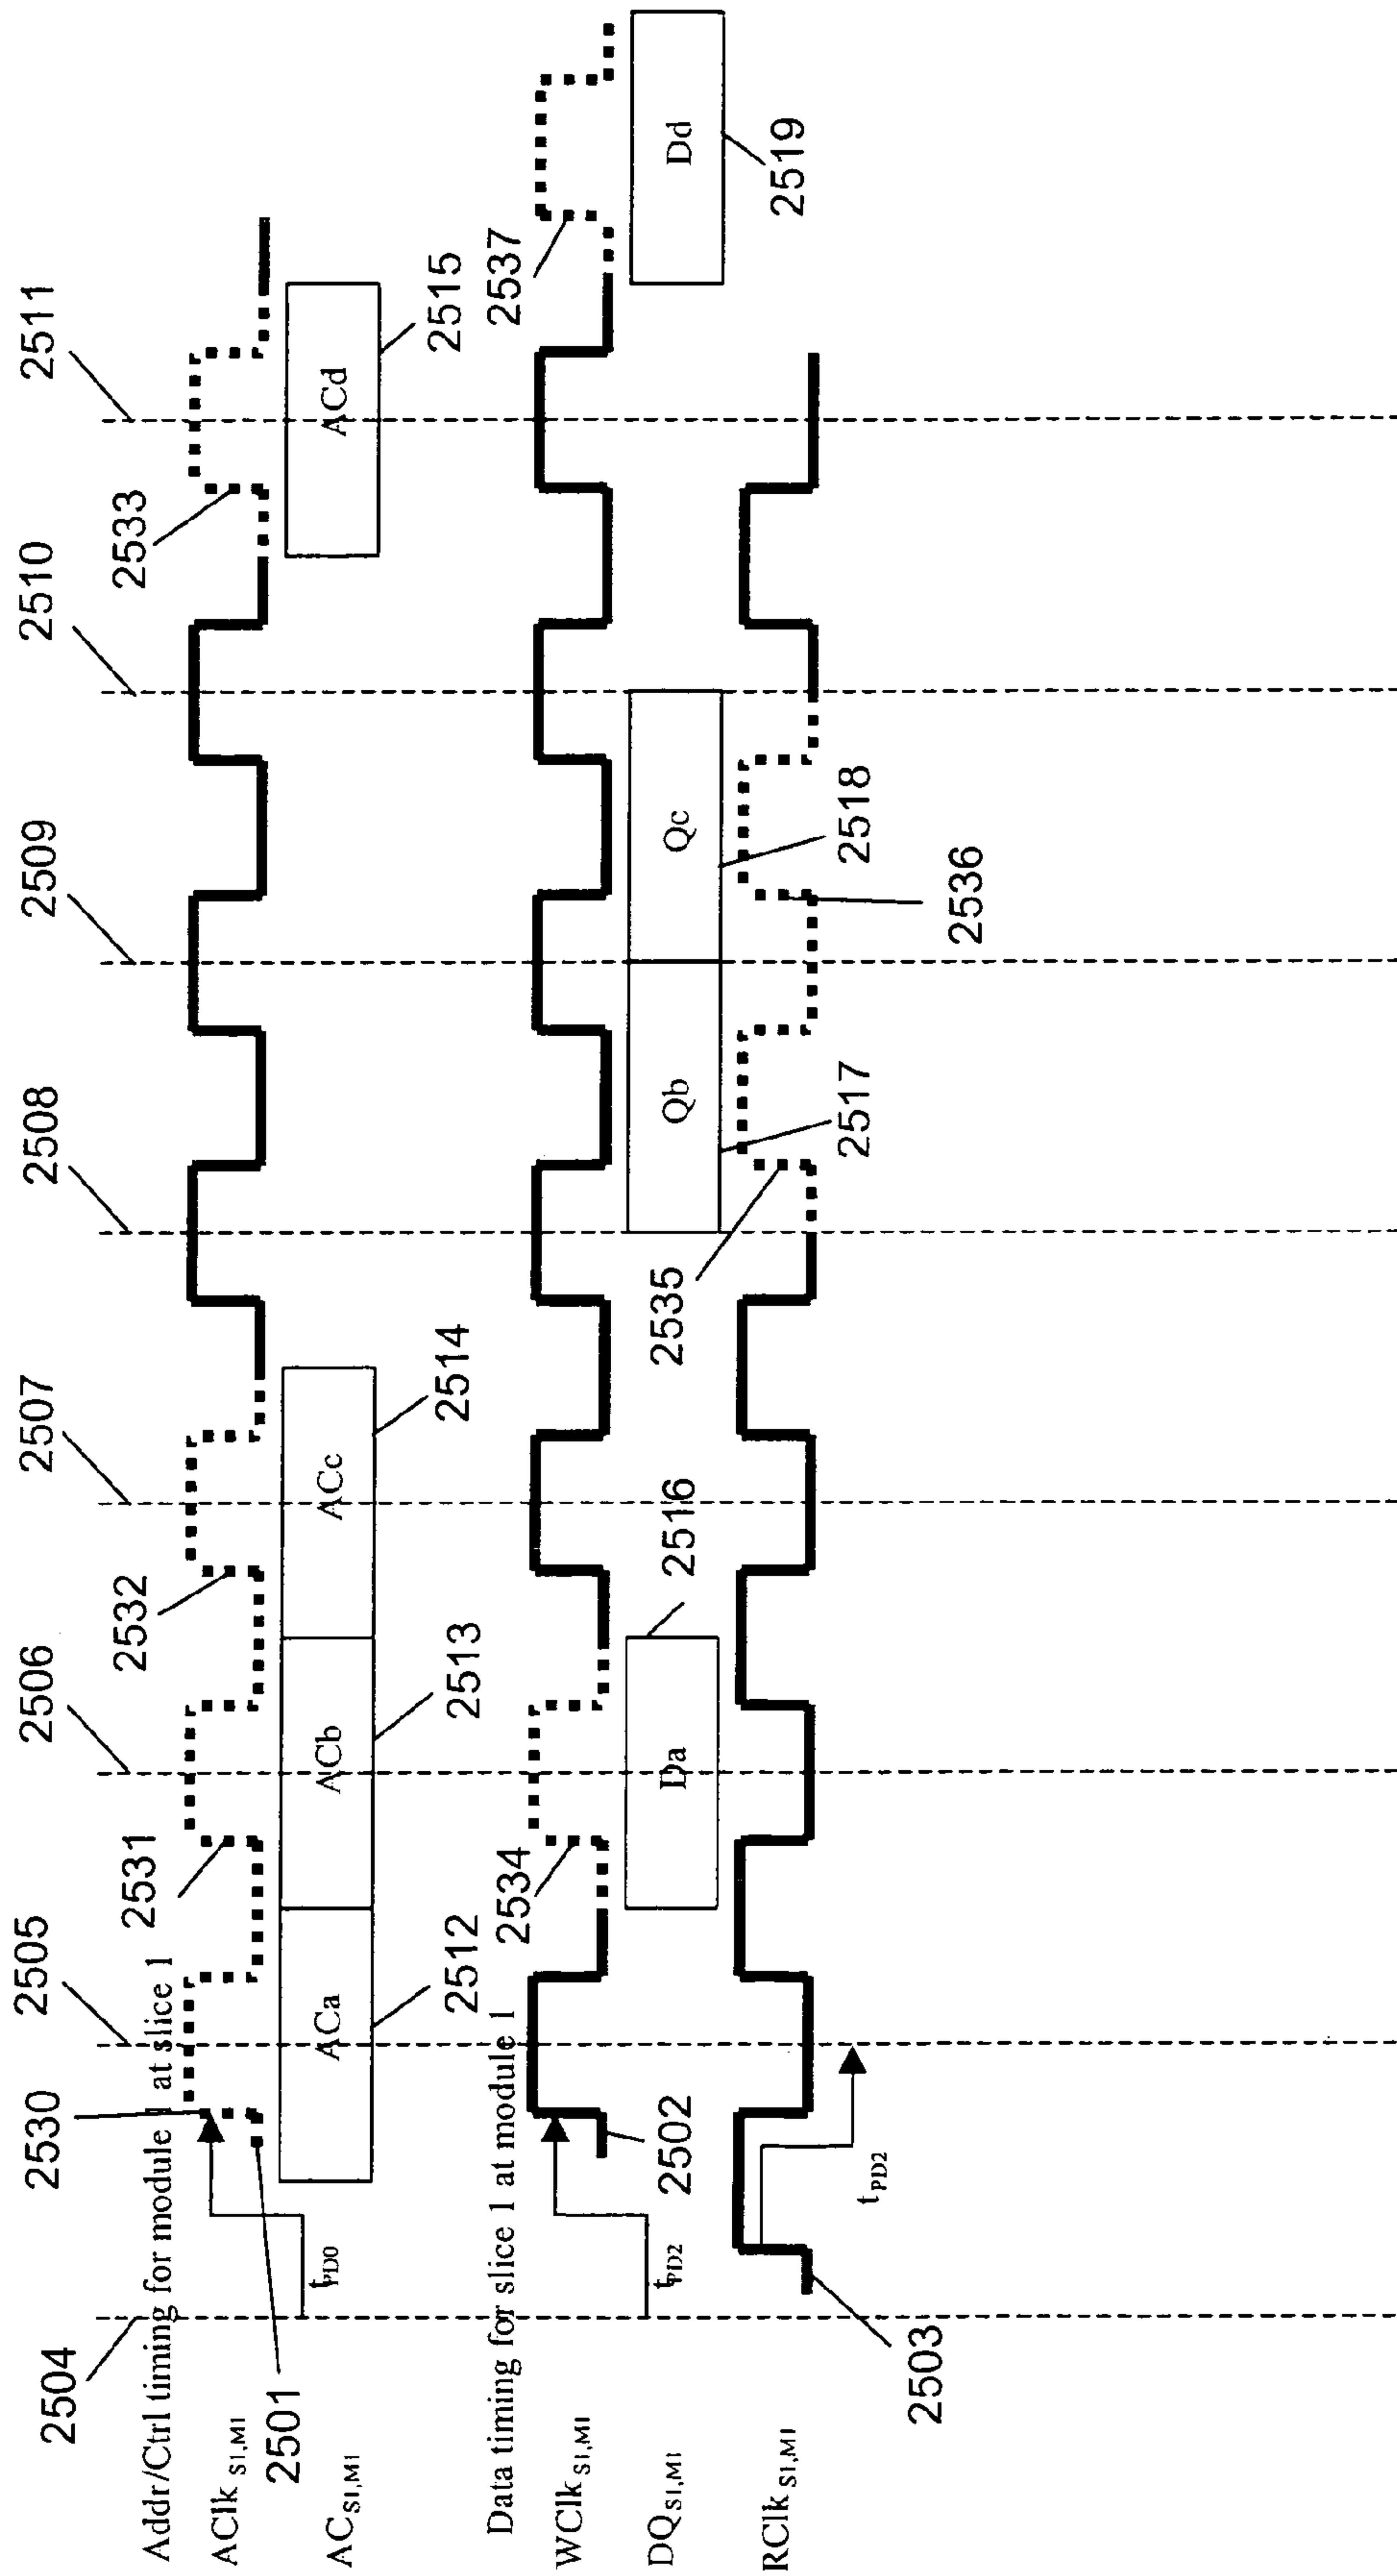 2504
2505
2506
2507
2508
2509
2510
2511
Addr/Ctrl timing for module 1 at slice 1
2530
2531
2532
2533
AClk S1,M1
tPD0
2501
AC S1,M1
ACa
ACb
ACc
ACd
2512
2513
2514
2515
Data timing for slice 1 at module 1
2534
2537
WClk S1,M1
tPD2
2502
2516
2535
DQ S1,M1
Da
Qb
Qc
Dd
2519
RClk S1,M1
tPD2
2503
2517
2518
2536